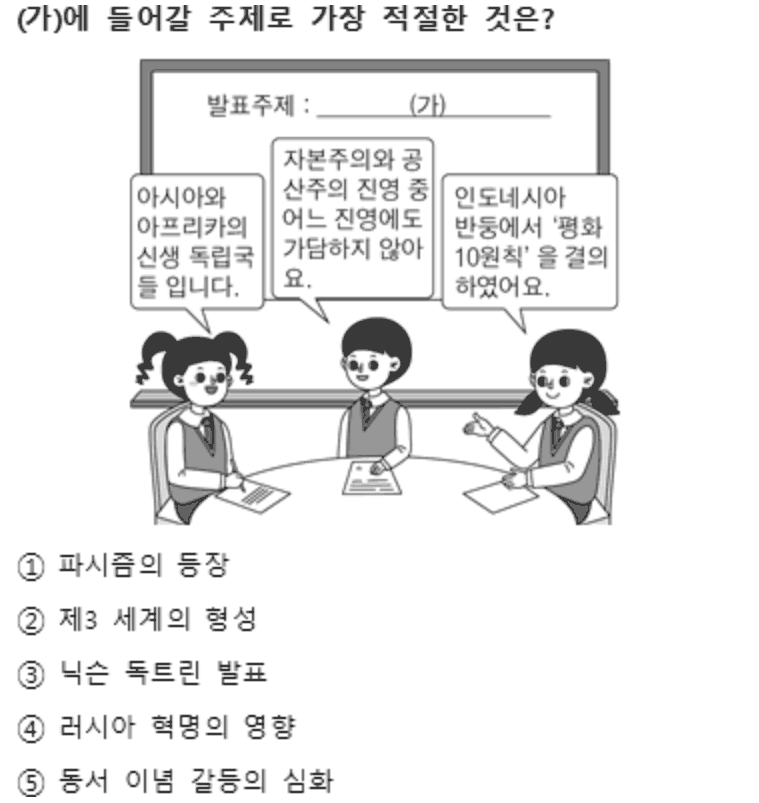 (가)에 들어갈 주제로 가장 적절한 것은?
발표주제 : (가)
아시아와
아프리카의
신생 독립국
들 입니다.
자본주의와 공
산주의 진영 중
어느 진영에도
가담하지 않아
요.
인도네시아
반둥에서 ‘평화
10원칙’ 을 결의
하였어요.
① 파시즘의 등장
② 제3 세계의 형성
③ 닉슨 독트린 발표
④ 러시아 혁명의 영향
⑤ 동서 이념 갈등의 심화